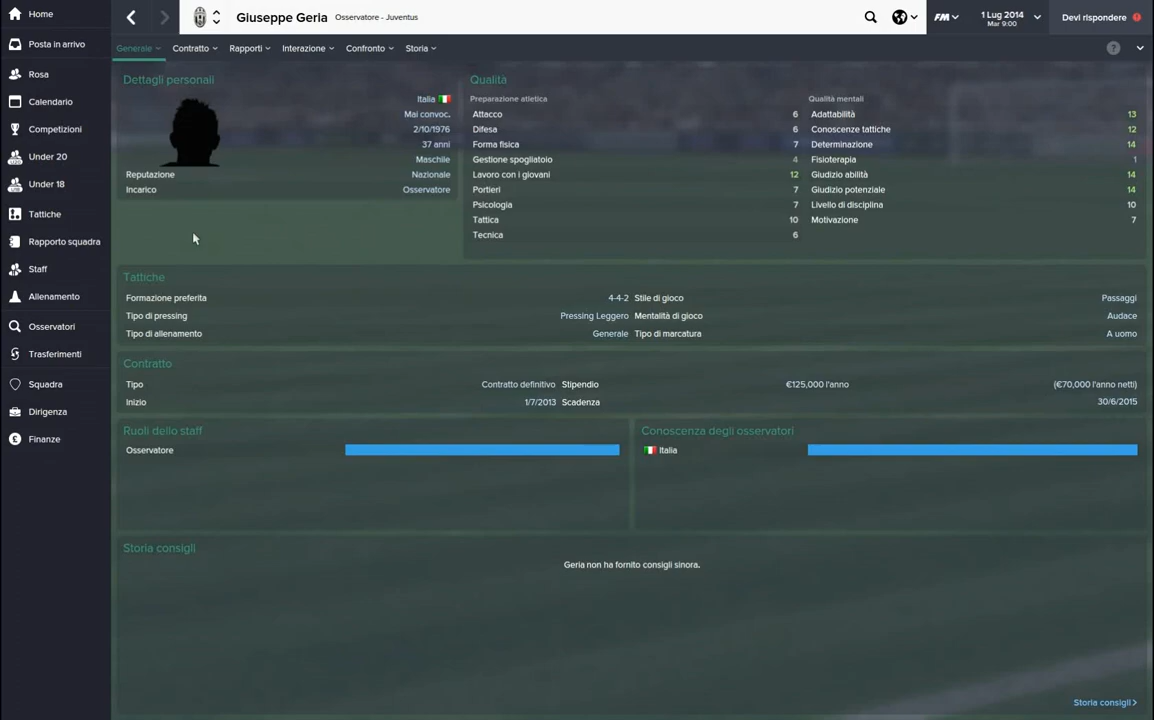 Home
Posta in arrivo
Rosa
Calendario
Competizioni
Under 20
Under 18
Tattiche
Rapporto squadra
Staff
Allenamento
Osservatori
Trasferimenti
Squadra
Dirigenza
Finanze
Giuseppe Geria Osservatore - Juventus
FM
1 Lug 2014
Mar 9:00
Devi rispondere
Generale Contratto Rapporti Interazione Confronto Storia
Dettagli personali
Italia
Mai convoc.
2/10/1976
37 anni
Maschile
Reputazione Nazionale
Incarico Osservatore
Qualità
Preparazione atletica
Attacco 6
Difesa 6
Forma fisica 7
Gestione spogliatoio 4
Lavoro con i giovani 12
Portieri 7
Psicologia 7
Tattica 10
Tecnica 6
Qualità mentali
Adattabilità 13
Conoscenze tattiche 12
Determinazione 14
Fisioterapia 1
Giudizio abilità 14
Giudizio potenziale 14
Livello di disciplina 10
Motivazione 7
Tattiche
Formazione preferita 4-4-2 Stile di gioco Passaggi
Tipo di pressing Pressing Leggero Mentalità di gioco Audace
Tipo di allenamento Generale Tipo di marcatura A uomo
Contratto
Tipo Contratto definitivo Stipendio €125,000 l'anno (€70,000 l'anno netti)
Inizio 1/7/2013 Scadenza 30/6/2015
Ruoli dello staff
Osservatore
Conoscenza degli osservatori
Italia
Storia consigli
Geria non ha fornito consigli sinora.
Storia consigli >